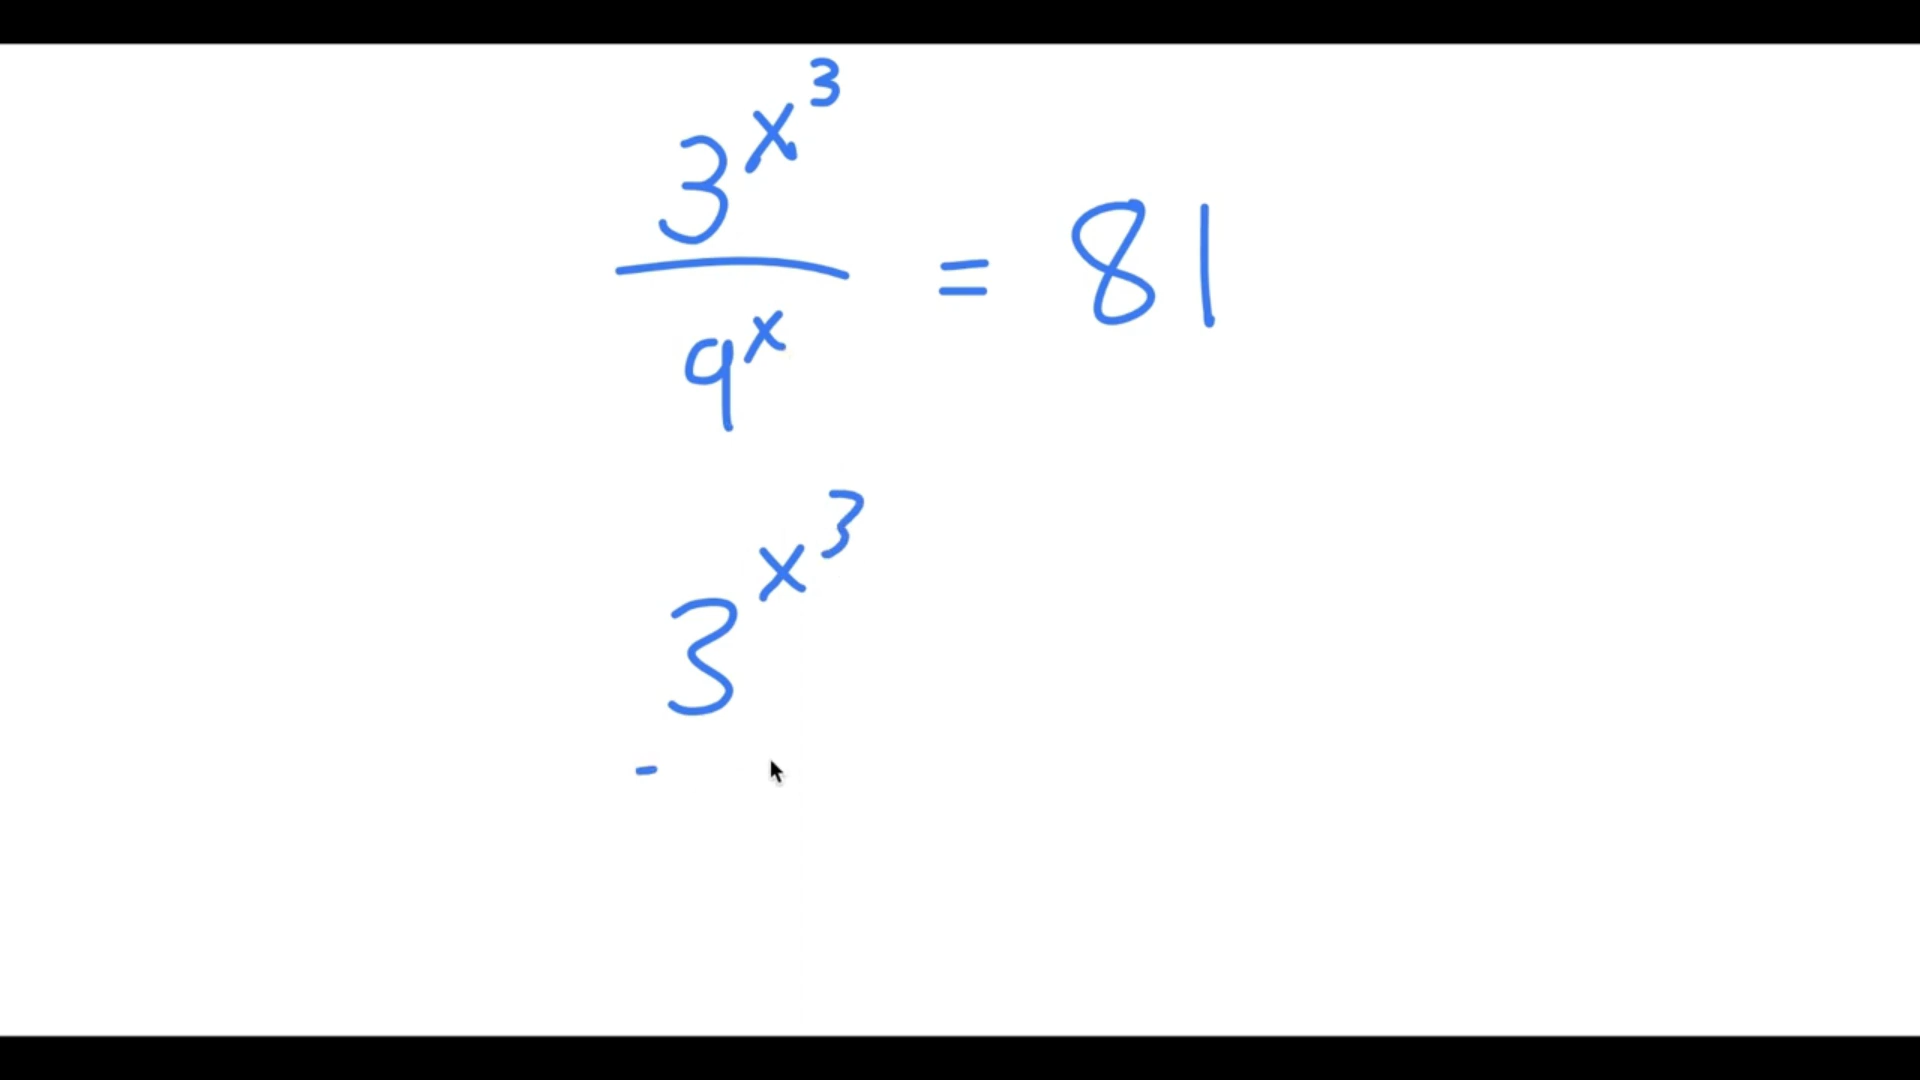 3^x^3
9^x
= 81
3^x^3
-